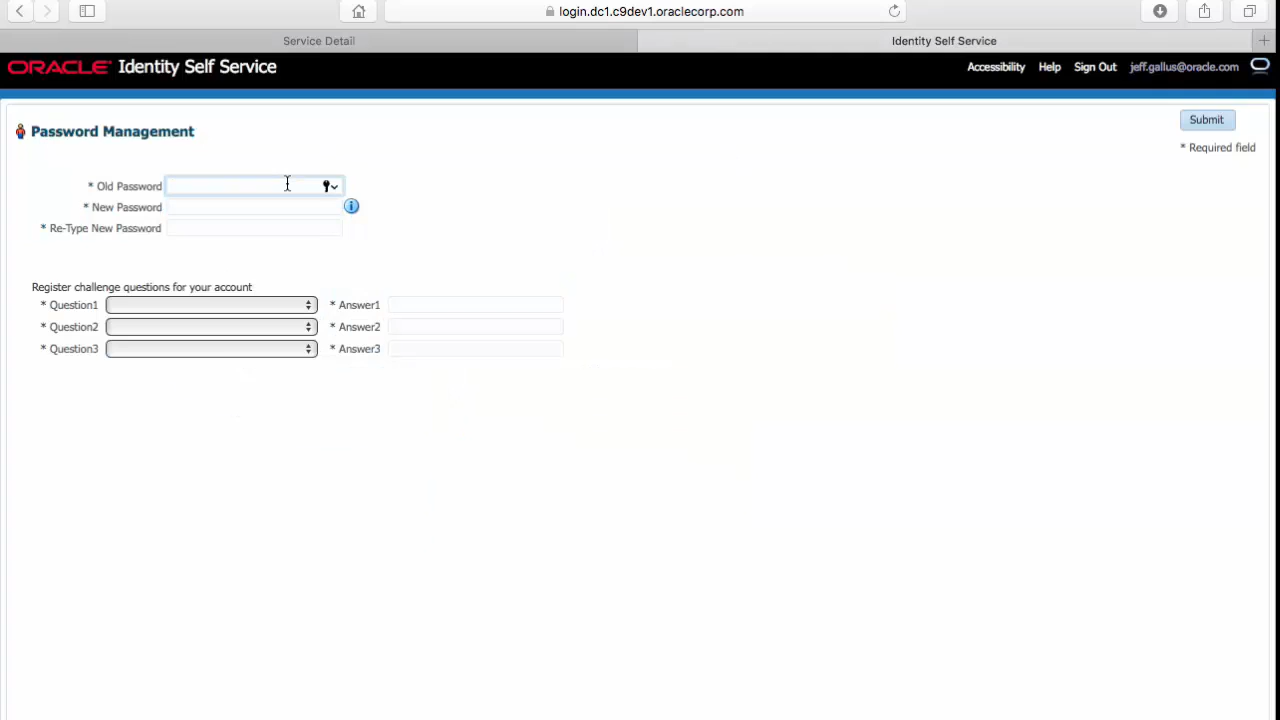 login.dc1.c9dev1.oraclecorp.com
Service Detail
Identity Self Service
ORACLE Identity Self Service
Accessibility Help Sign Out jeff.gallus@oracle.com
Password Management
Submit
* Required field
* Old Password
* New Password
* Re-Type New Password
Register challenge questions for your account
* Question1 * Answer1
* Question2 * Answer2
* Question3 * Answer3